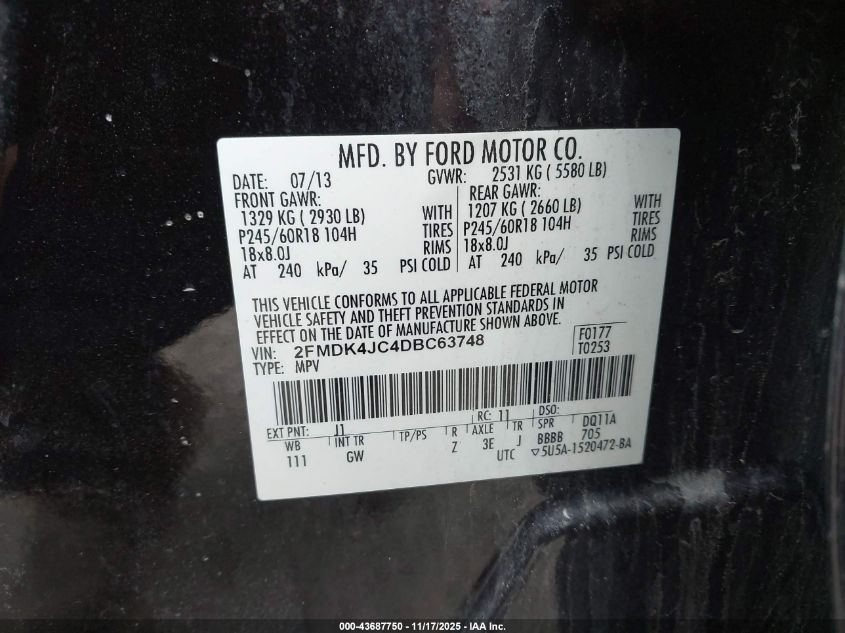 MFD. BY FORD MOTOR CO.
DATE: 07/13 GVWR: 2531 KG ( 5580 LB)
FRONT GAWR: REAR GAWR:
1329 KG ( 2930 LB) WITH 1207 KG ( 2660 LB) WITH
P245/60R18 104H TIRES P245/60R18 104H TIRES
18x8.0J RIMS 18x8.0J RIMS
AT 240 kPa/ 35 PSI COLD AT 240 kPa/ 35 PSI COLD
THIS VEHICLE CONFORMS TO ALL APPLICABLE FEDERAL MOTOR
VEHICLE SAFETY AND THEFT PREVENTION STANDARDS IN
EFFECT ON THE DATE OF MANUFACTURE SHOWN ABOVE.
VIN: 2FMDK4JC4DBC63748 F0177
TYPE: MPV T0253
EXT PNT: J1 RC: 11 DSO:
WB INT TR TP/PS R AXLE TR SPR DQ11A
111 GW Z 3E J BBBB 705
UTC ▽5U5A-1520472-BA
000-43687750 - 11/17/2025 - IAA Inc.